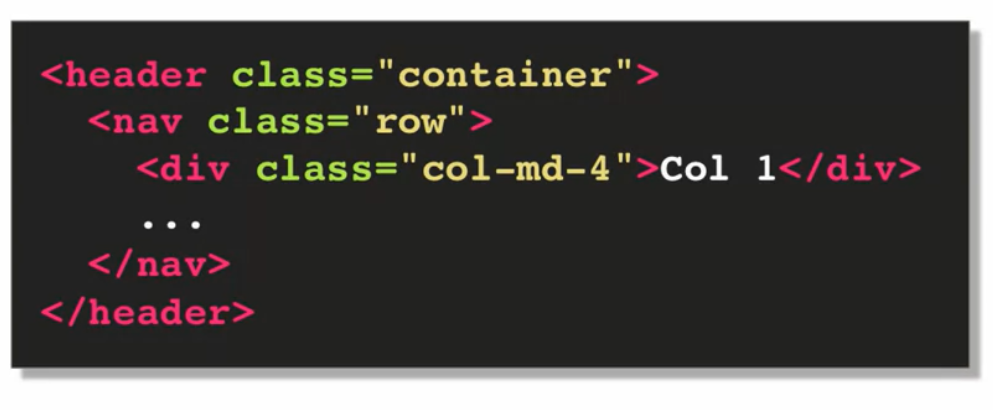 <header class="container">
<nav class="row">
<div class="col-md-4">Col 1</div>
...
</nav>
</header>